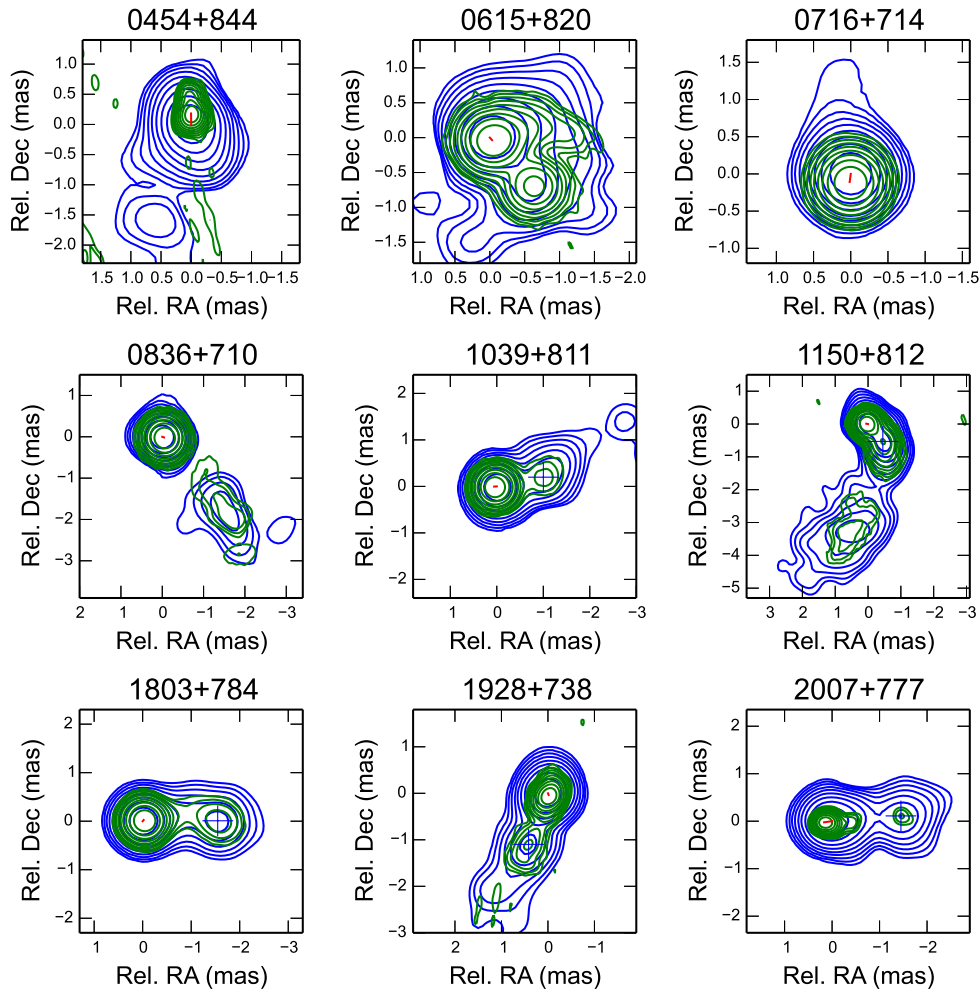 0454+844 0615+820 0716+714
Rel. Dec (mas) 1.0 0.5 0.0 −0.5 −1.0 −1.5 −2.0
1.5 1.0 0.5 0.0 −0.5 −1.0 −1.5
Rel. RA (mas)
Rel. Dec (mas) 1.0 0.5 0.0 −0.5 −1.0 −1.5
1.0 0.5 0.0 −0.5 −1.0 −1.5 −2.0
Rel. RA (mas)
Rel. Dec (mas) 1.5 1.0 0.5 0.0 −0.5 −1.0
1.0 0.5 0.0 −0.5 −1.0 −1.5
Rel. RA (mas)
0836+710 1039+811 1150+812
Rel. Dec (mas) 1 0 −1 −2 −3
1 0 −1 −2 −3
Rel. RA (mas)
Rel. Dec (mas) 2 1 0 −1 −2
1 0 −1 −2 −3
Rel. RA (mas)
Rel. Dec (mas) 1 0 −1 −2 −3 −4 −5
3 2 1 0 −1 −2 −3
Rel. RA (mas)
1803+784 1928+738 2007+777
Rel. Dec (mas) 2 1 0 −1 −2
1 0 −1 −2 −3
Rel. RA (mas)
Rel. Dec (mas) 1 0 −1 −2 −3
2 1 0 −1
Rel. RA (mas)
Rel. Dec (mas) 2 1 0 −1 −2
1 0 −1 −2
Rel. RA (mas)